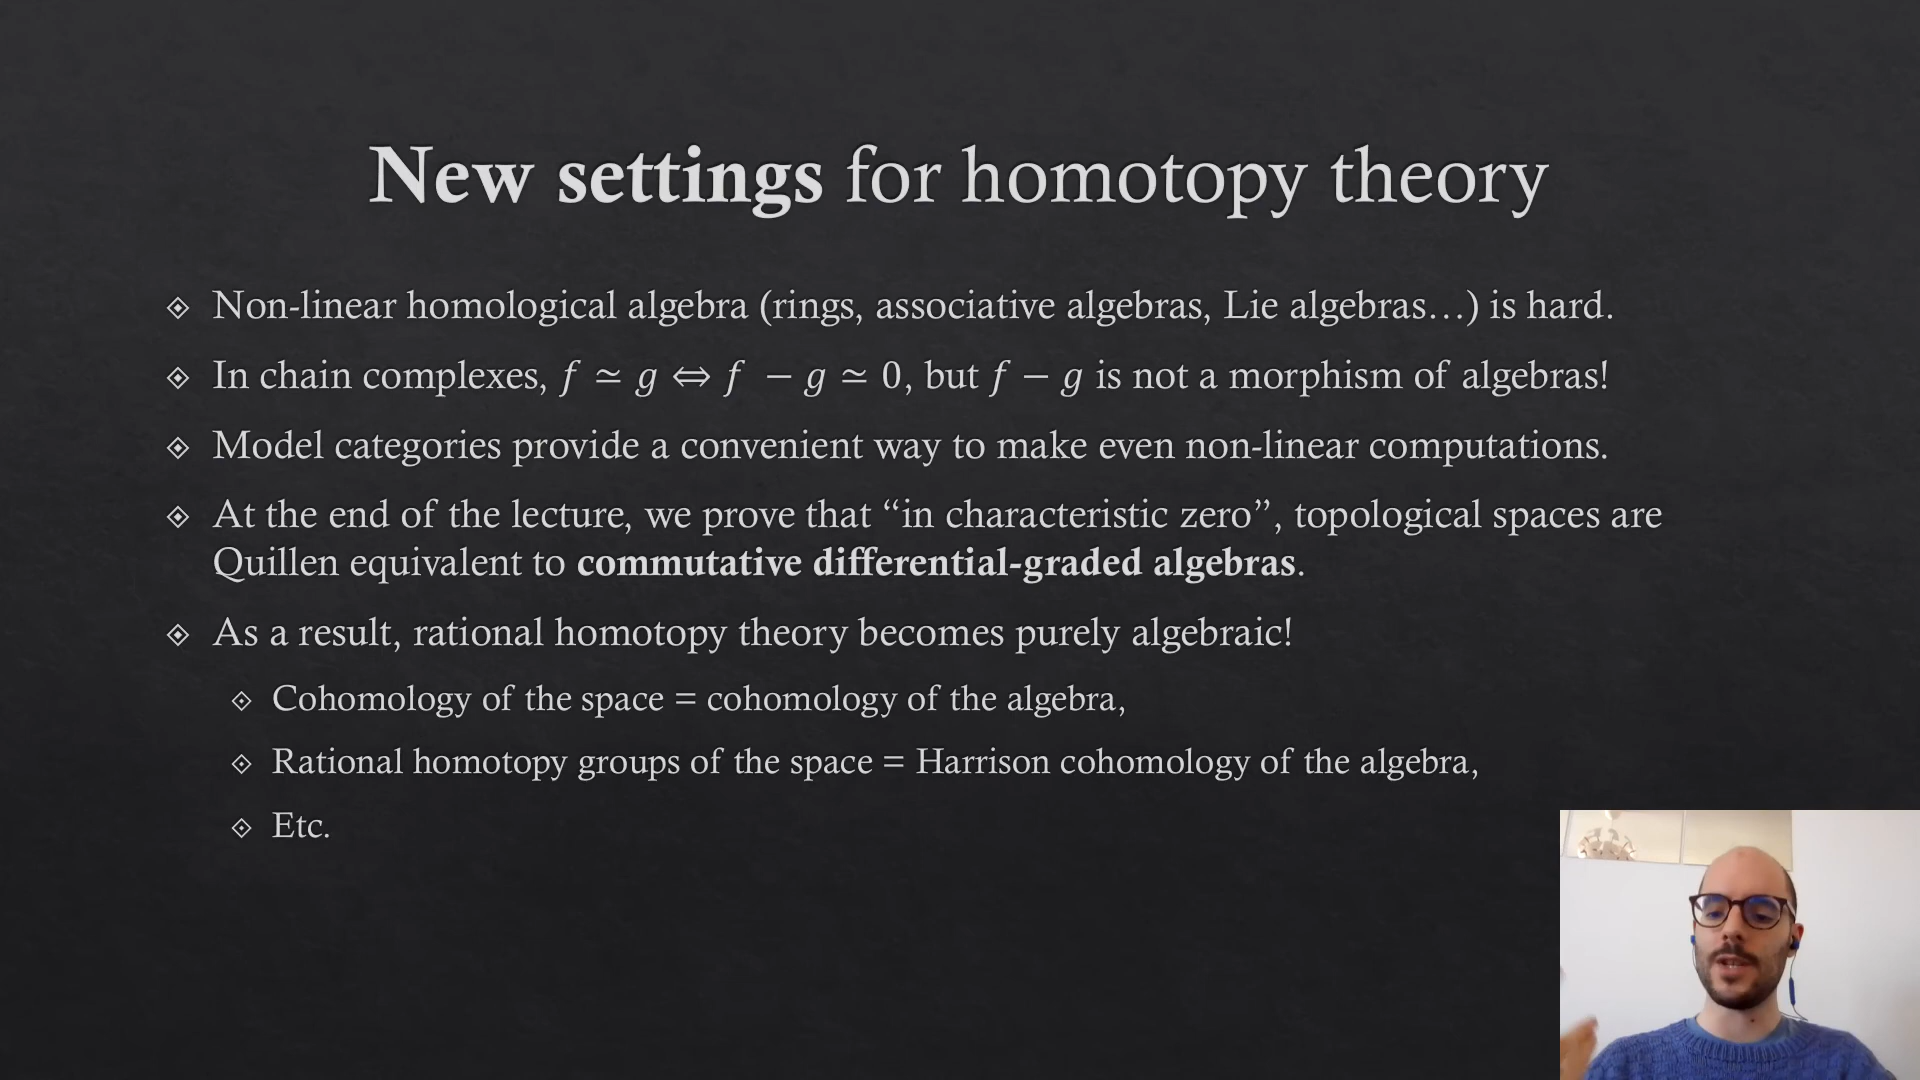 New settings for homotopy theory
Non-linear homological algebra (rings, associative algebras, Lie algebras…) is hard.
In chain complexes, f ≃ g ⇔ f − g ≃ 0, but f − g is not a morphism of algebras!
Model categories provide a convenient way to make even non-linear computations.
At the end of the lecture, we prove that “in characteristic zero”, topological spaces are
Quillen equivalent to commutative differential-graded algebras.
As a result, rational homotopy theory becomes purely algebraic!
Cohomology of the space = cohomology of the algebra,
Rational homotopy groups of the space = Harrison cohomology of the algebra,
Etc.